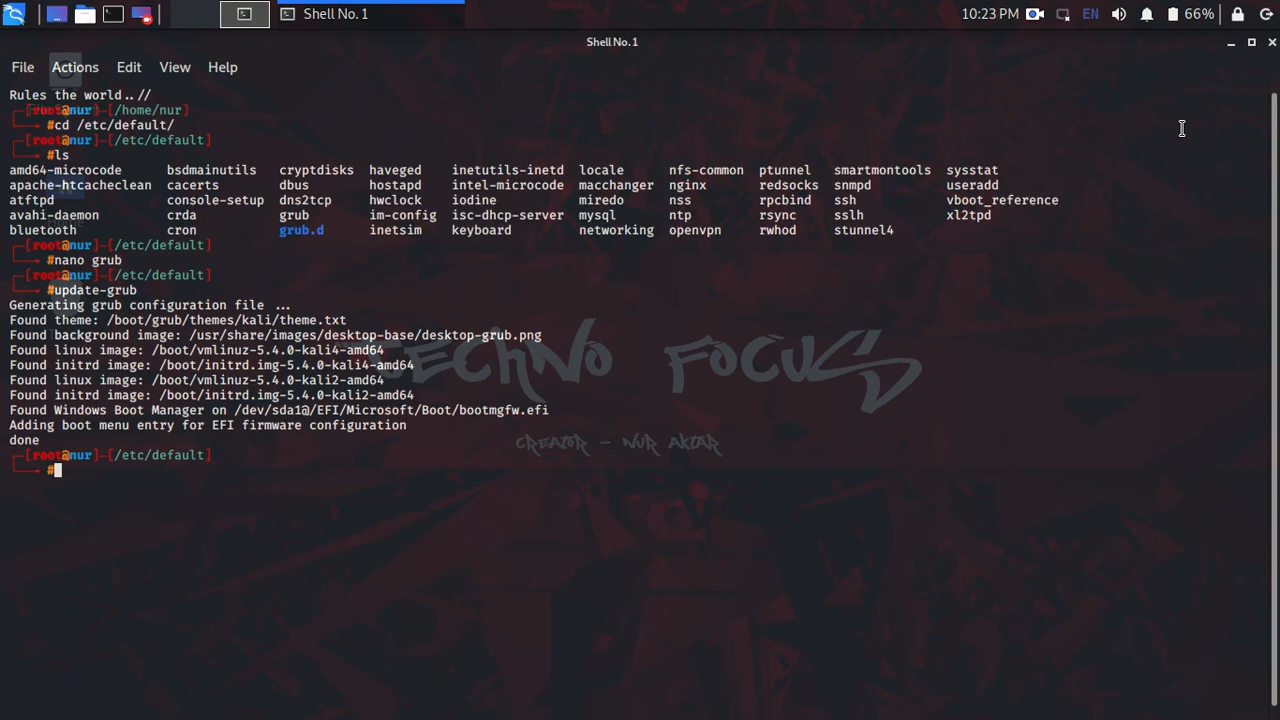 Shell No. 1
10:23 PM
EN
66%
Shell No. 1
File Actions Edit View Help
Rules the world..//
[root@nur]-[/home/nur]
#cd /etc/default/
[root@nur]-[/etc/default]
#ls
amd64-microcode bsdmainutils cryptdisks haveged inetutils-inetd locale nfs-common ptunnel smartmontools sysstat
apache-htcacheclean cacerts dbus hostapd intel-microcode macchanger nginx redsocks snmpd useradd
atftpd console-setup dns2tcp hwclock iodine miredo nss rpcbind ssh vboot_reference
avahi-daemon crda grub im-config isc-dhcp-server mysql ntp rsync sslh xl2tpd
bluetooth cron grub.d inetsim keyboard networking openvpn rwhod stunnel4
[root@nur]-[/etc/default]
#nano grub
[root@nur]-[/etc/default]
#update-grub
Generating grub configuration file ...
Found theme: /boot/grub/themes/kali/theme.txt
Found background image: /usr/share/images/desktop-base/desktop-grub.png
Found linux image: /boot/vmlinuz-5.4.0-kali4-amd64
Found initrd image: /boot/initrd.img-5.4.0-kali4-amd64
Found linux image: /boot/vmlinuz-5.4.0-kali2-amd64
Found initrd image: /boot/initrd.img-5.4.0-kali2-amd64
Found Windows Boot Manager on /dev/sda1@/EFI/Microsoft/Boot/bootmgfw.efi
Adding boot menu entry for EFI firmware configuration
done
[root@nur]-[/etc/default]
#
TECHNO FOCUS
CREATOR - NUR AKTAR